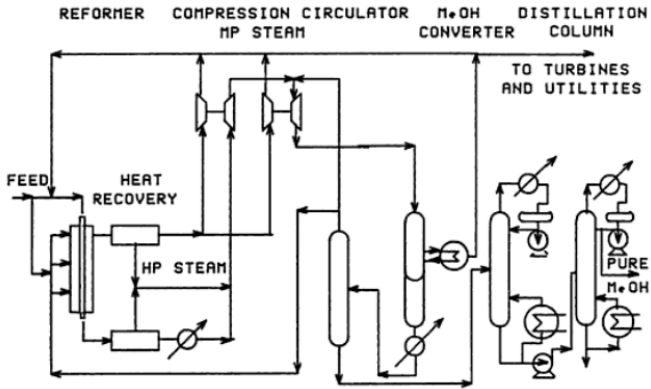 REFORMER COMPRESSION CIRCULATOR MeOH DISTILLATION
MP STEAM CONVERTER COLUMN
TO TURBINES
AND UTILITIES
FEED HEAT
RECOVERY
HP STEAM
PURE
MeOH